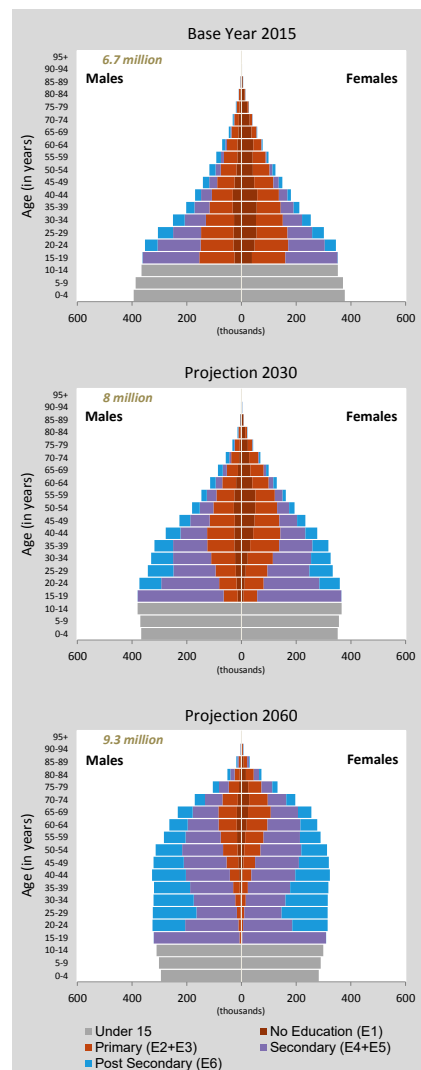 Base Year 2015
6.7 million
Males
Females
Age (in years)
95+
90-94
85-89
80-84
75-79
70-74
65-69
60-64
55-59
50-54
45-49
40-44
35-39
30-34
25-29
20-24
15-19
10-14
5-9
0-4
600 400 200 0 200 400 600
(thousands)
Projection 2030
8 million
Males
Females
Age (in years)
95+
90-94
85-89
80-84
75-79
70-74
65-69
60-64
55-59
50-54
45-49
40-44
35-39
30-34
25-29
20-24
15-19
10-14
5-9
0-4
600 400 200 0 200 400 600
(thousands)
Projection 2060
9.3 million
Males
Females
Age (in years)
95+
90-94
85-89
80-84
75-79
70-74
65-69
60-64
55-59
50-54
45-49
40-44
35-39
30-34
25-29
20-24
15-19
10-14
5-9
0-4
600 400 200 0 200 400 600
(thousands)
Under 15 No Education (E1)
Primary (E2+E3) Secondary (E4+E5)
Post Secondary (E6)